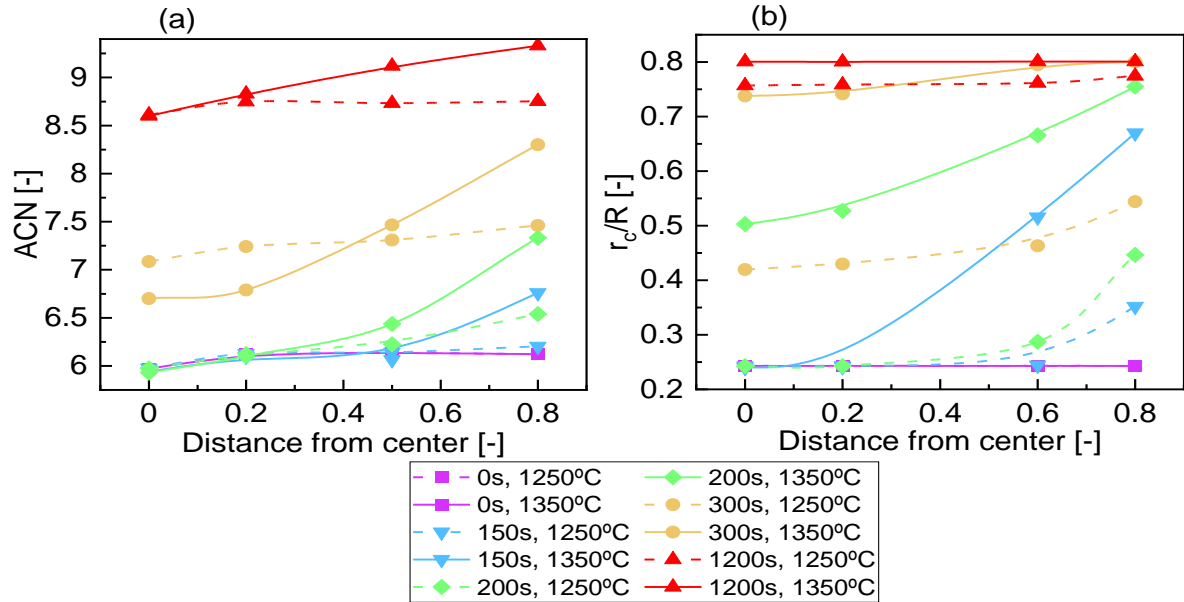 (a)
(b)
ACN [-]
9
8.5
8
7.5
7
6.5
6
0 0.2 0.4 0.6 0.8
Distance from center [-]
r_c/R [-]
0.8
0.7
0.6
0.5
0.4
0.3
0.2
0 0.2 0.4 0.6 0.8
Distance from center [-]
0s, 1250ºC
0s, 1350ºC
150s, 1250ºC
150s, 1350ºC
200s, 1250ºC
200s, 1350ºC
300s, 1250ºC
300s, 1350ºC
1200s, 1250ºC
1200s, 1350ºC